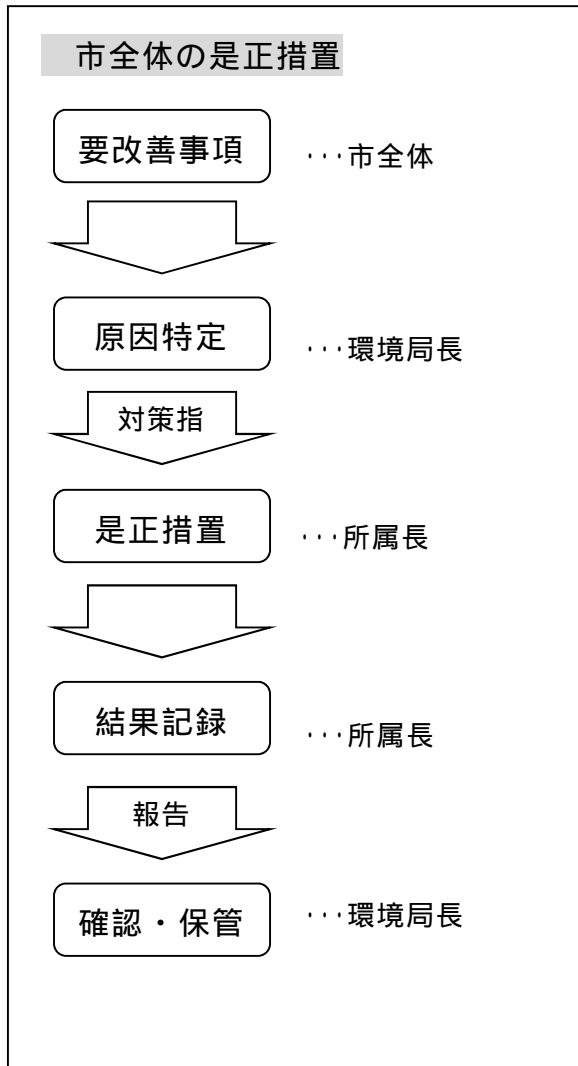 市全体の是正措置
要改善事項 ･･･市全体
原因特定 ･･･環境局長
対策指
是正措置 ･･･所属長
結果記録 ･･･所属長
報告
確認・保管 ･･･環境局長